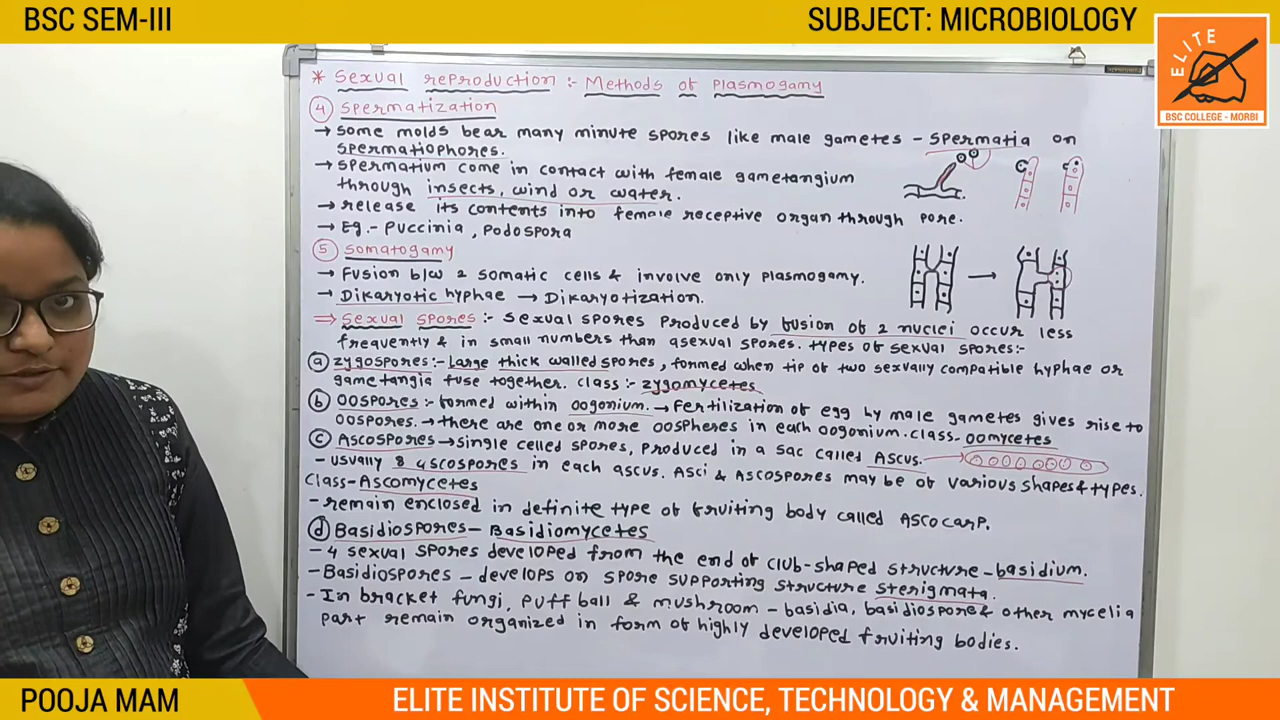 BSC SEM-III
SUBJECT: MICROBIOLOGY
ELITE
BSC COLLEGE - MORBI
* Sexual reproduction :- Methods of Plasmogamy
④ Spermatization
→ some molds bear many minute spores like male gametes - Spermatia on
spermatiophores.
→ spermatium come in contact with female gametangium
through insects, wind or water.
→ release its contents into female receptive organ through pore.
→ Eg.- Puccinia, Podospora
⑤ Somatogamy
→ Fusion b/w 2 somatic cells & involve only plasmogamy.
→ Dikaryotic hyphae → Dikaryotization.
⇒ Sexual Spores :- sexual spores produced by fusion of 2 nuclei occur less
frequently & in small numbers than asexual spores. types of sexual spores:-
ⓐ zygospores:- Large thick walled spores, formed when tip of two sexually compatible hyphae or
gametangia fuse together. class :- zygomycetes
ⓑ Oospores :- formed within oogonium. → Fertilization of egg by male gametes gives rise to
oospores. → there are one or more oospheres in each oogonium. class- oomycetes
ⓒ Ascospores → single celled spores, produced in a sac called Ascus.
- usually 8 ascospores in each ascus. Asci & Ascospores may be of various shapes & types.
Class- Ascomycetes
- remain enclosed in definite type of fruiting body called Ascocarp.
ⓓ Basidiospores - Basidiomycetes
- 4 sexual spores developed from the end of club-shaped structure - basidium.
- Basidiospores - develops on spore supporting structure sterigmata.
- In bracket fungi, puff ball & mushroom - basidia, basidiospore & other mycelia
part remain organized in form of highly developed fruiting bodies.
POOJA MAM
ELITE INSTITUTE OF SCIENCE, TECHNOLOGY & MANAGEMENT